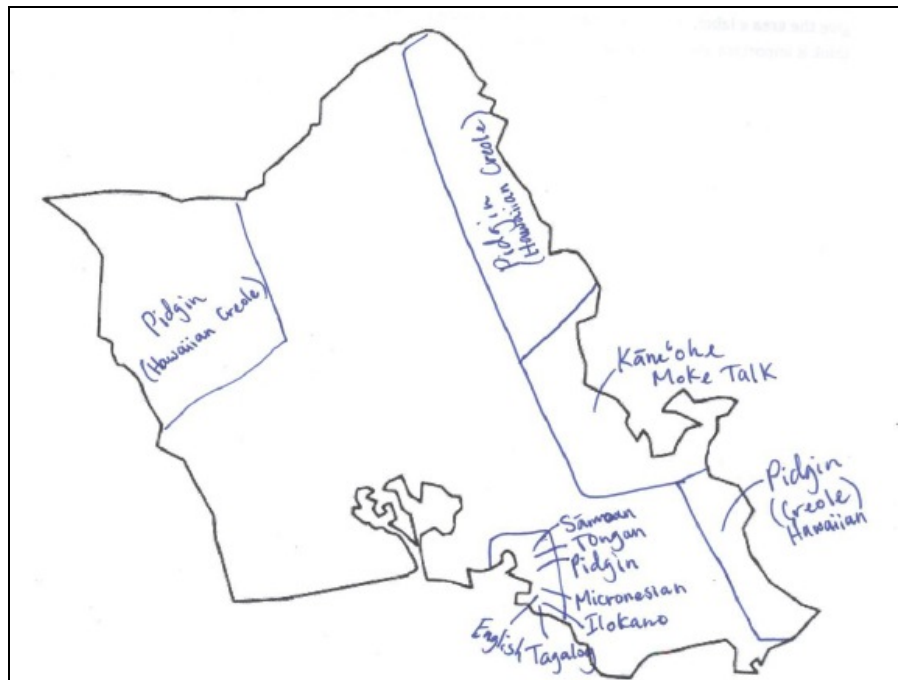 Pidgin
(Hawaiian Creole)
Pidgin
(Hawaiian Creole)
Kāneʻohe
Moke Talk
Pidgin
(Creole)
Hawaiian
Sāmoan
Tongan
Pidgin
Micronesian
Ilokano
Tagalog
English